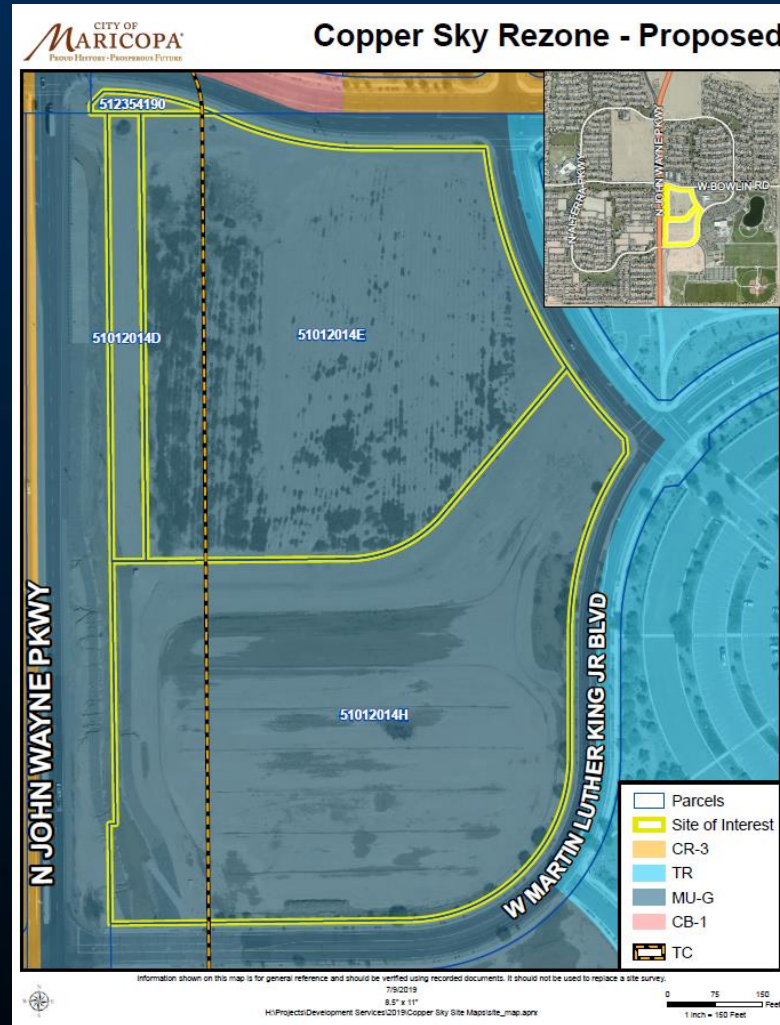 CITY OF
MARICOPA
PROUD HISTORY • PROSPEROUS FUTURE
Copper Sky Rezone - Proposed
512354190
N JOHN WAYNE PKWY
W BOWLIN RD
N ALTERRA PKWY
51012014D
51012014E
51012014H
N JOHN WAYNE PKWY
W MARTIN LUTHER KING JR BLVD
Parcels
Site of Interest
CR-3
TR
MU-G
CB-1
TC
Information shown on this map is for general reference and should be verified using recorded documents. It should not be used to replace a site survey.
7/9/2019
8.5" x 11"
H:\Projects\Development Services\2019\Copper Sky Site Maps\site_map.aprx
0 75 150
Feet
1 inch = 150 Feet